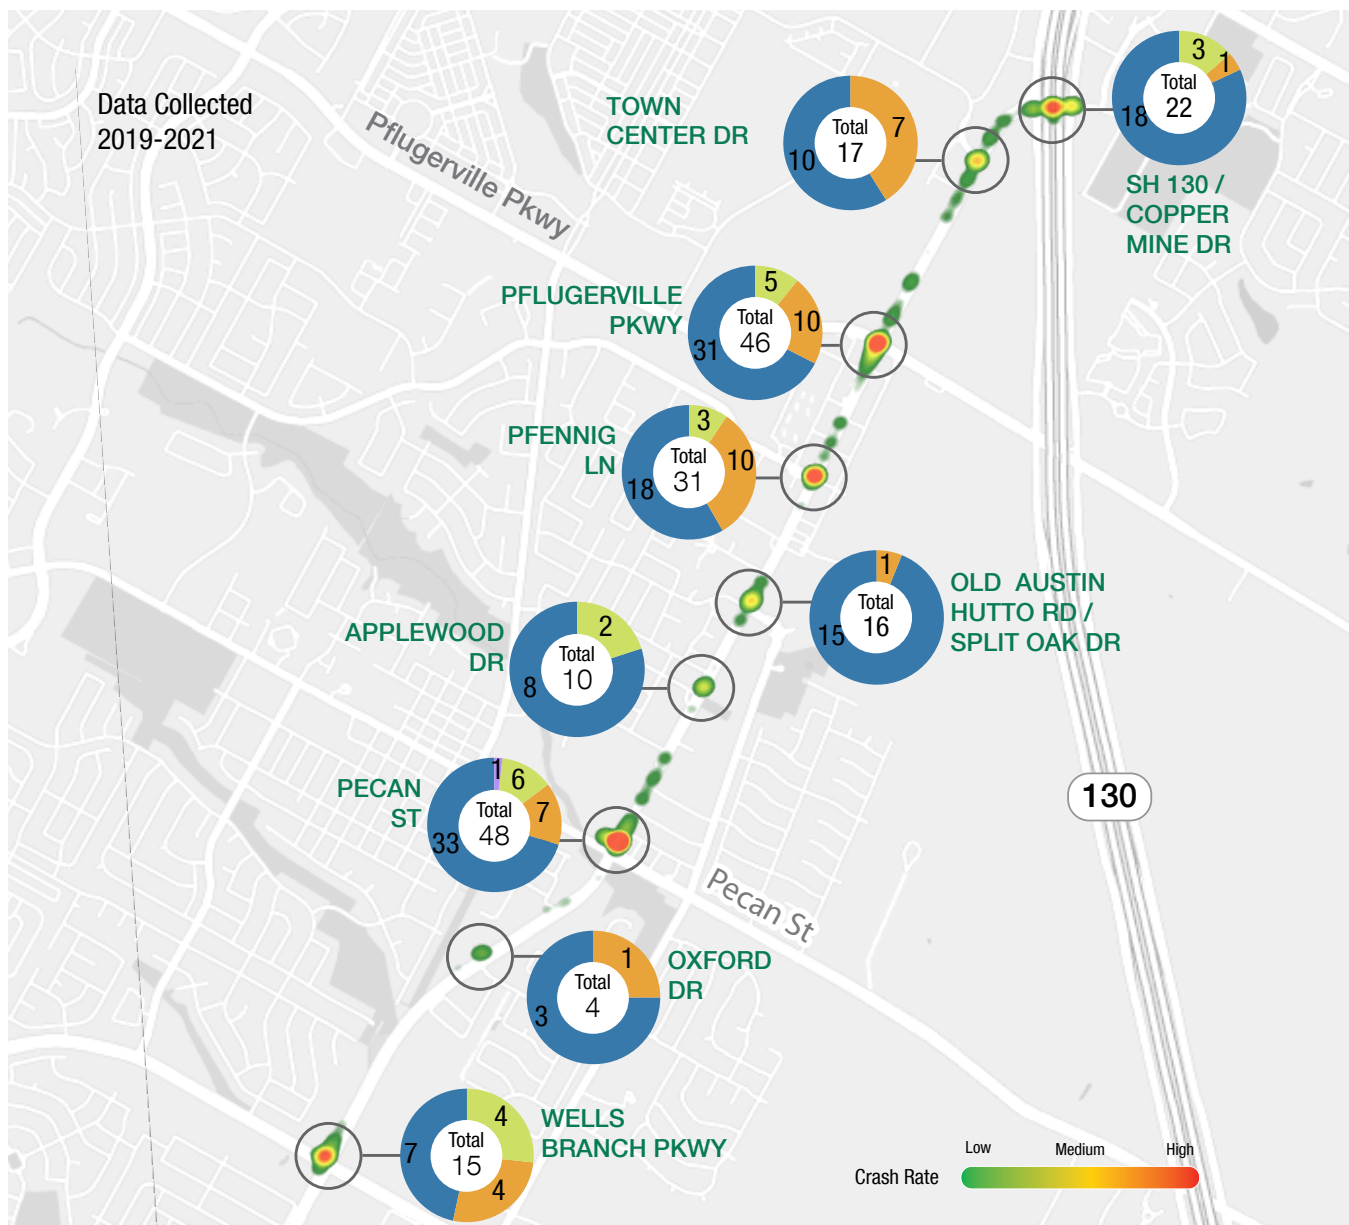 Data Collected
2019-2021
Pflugerville Pkwy
TOWN
CENTER DR
7
10
Total
17
3
1
18
Total
22
SH 130 /
COPPER
MINE DR
PFLUGERVILLE
PKWY
5
10
31
Total
46
PFENNIG
LN
3
10
18
Total
31
1
15
Total
16
OLD AUSTIN
HUTTO RD /
SPLIT OAK DR
APPLEWOOD
DR
2
8
Total
10
PECAN
ST
1
6
7
33
Total
48
130
Pecan St
1
3
Total
4
OXFORD
DR
4
4
7
Total
15
WELLS
BRANCH PKWY
Crash Rate
Low
Medium
High